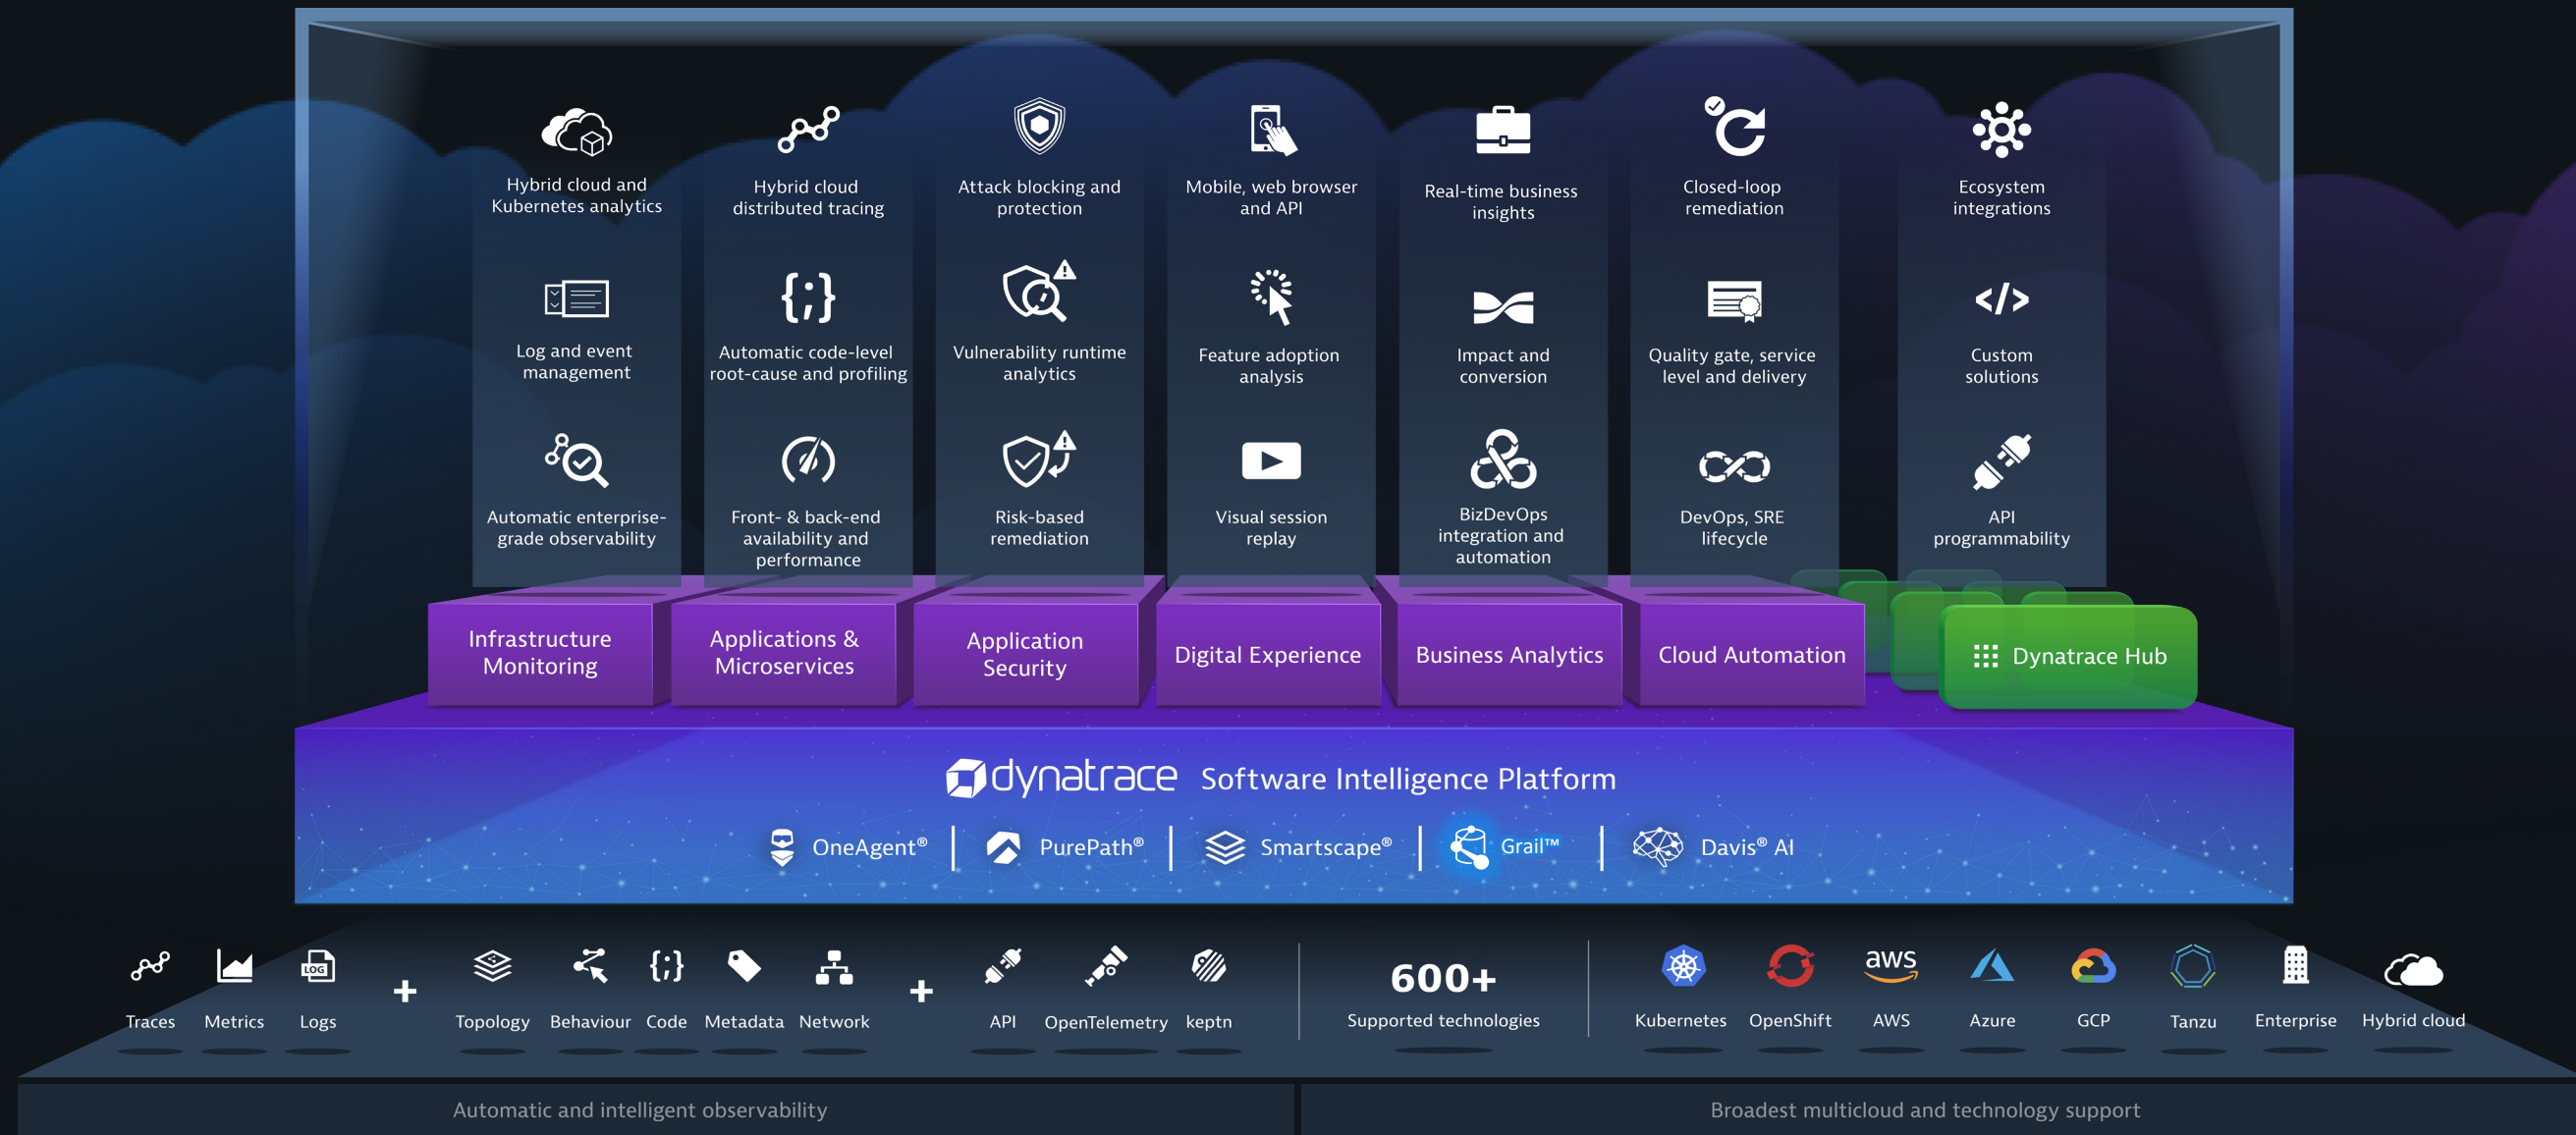 Hybrid cloud and
Kubernetes analytics
Hybrid cloud
distributed tracing
Attack blocking and
protection
Mobile, web browser
and API
Real-time business
insights
Closed-loop
remediation
Ecosystem
integrations
Log and event
management
Automatic code-level
root-cause and profiling
Vulnerability runtime
analytics
Feature adoption
analysis
Impact and
conversion
Quality gate, service
level and delivery
Custom
solutions
Automatic enterprise-
grade observability
Front- & back-end
availability and
performance
Risk-based
remediation
Visual session
replay
BizDevOps
integration and
automation
DevOps, SRE
lifecycle
API
programmability
Infrastructure
Monitoring
Applications &
Microservices
Application
Security
Digital Experience
Business Analytics
Cloud Automation
Dynatrace Hub
dynatrace Software Intelligence Platform
OneAgent® | PurePath® | Smartscape® | Grail™ | Davis® AI
LOG
+
+
600+
aws
Traces Metrics Logs Topology Behaviour Code Metadata Network API OpenTelemetry keptn Supported technologies Kubernetes OpenShift AWS Azure GCP Tanzu Enterprise Hybrid cloud
Automatic and intelligent observability
Broadest multicloud and technology support